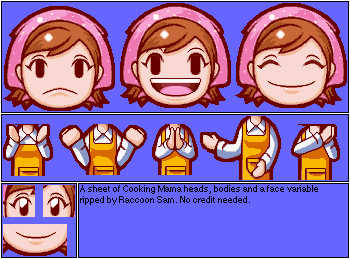 A sheet of Cooking Mama heads, bodies and a face variable
ripped by Raccoon Sam. No credit needed.